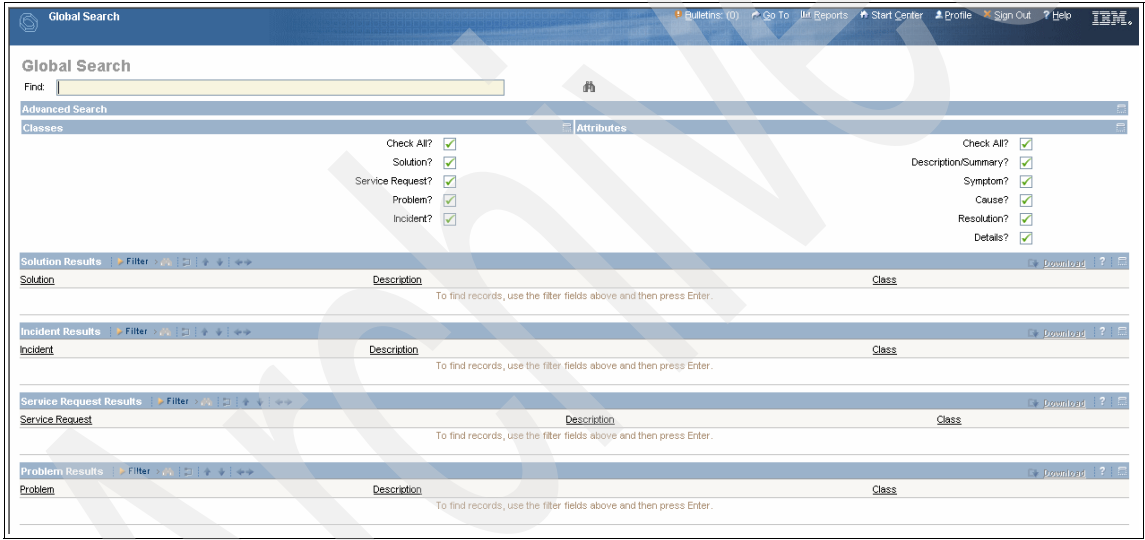 Global Search Bulletins: (0) Go To Reports Start Center Profile Sign Out ? Help IBM.
Global Search
Find:
Advanced Search
Classes Attributes
Check All? Check All?
Solution? Description/Summary?
Service Request? Symptom?
Problem? Cause?
Incident? Resolution?
Details?
Solution Results Filter Download ?
Solution Description Class
To find records, use the filter fields above and then press Enter.
Incident Results Filter Download ?
Incident Description Class
To find records, use the filter fields above and then press Enter.
Service Request Results Filter Download ?
Service Request Description Class
To find records, use the filter fields above and then press Enter.
Problem Results Filter Download ?
Problem Description Class
To find records, use the filter fields above and then press Enter.
Archive